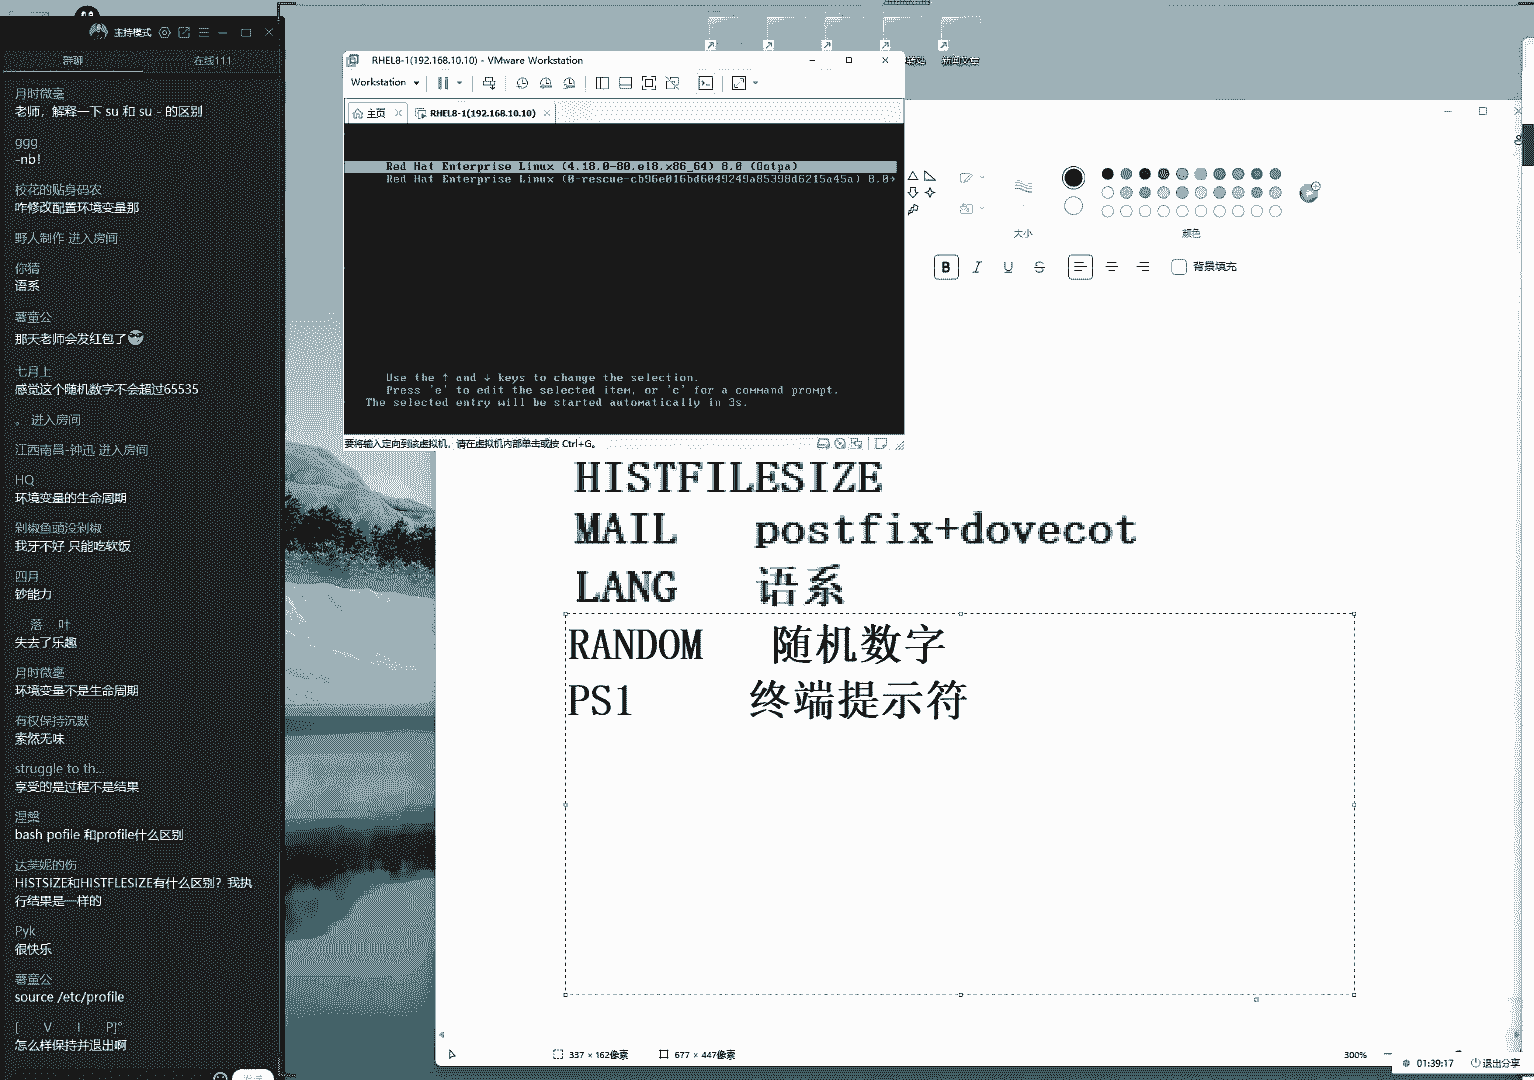 主持模式
群聊
在线111
月时微毫
老师，解释一下 su 和 su - 的区别
ggg
-nb!
校花的贴身码农
咋修改配置环境变量那
野人制作 进入房间
你猜
语系
薯童公
那天老师会发红包了
七月上
感觉这个随机数字不会超过65535
。 进入房间
江西南昌-钟迅 进入房间
HQ
环境变量的生命周期
剁椒鱼頭没剁椒
我牙不好 只能吃软饭
四月
钞能力
落 叶
失去了乐趣
月时微毫
环境变量不是生命周期
有权保持沉默
索然无味
struggle to th...
享受的是过程不是结果
涅槃
bash pofile 和profile什么区别
达芙妮的伤
HISTSIZE和HISTFLESIZE有什么区别？我执
行结果是一样的
Pyk
很快乐
薯童公
source /etc/profile
[ V I P]°
怎么样保持并退出啊
RHEL8-1(192.168.10.10) - VMware Workstation
Workstation
主页
RHEL8-1(192.168.10.10)
Red Hat Enterprise Linux (4.18.0-80.el8.x86_64) 8.0 (Ootpa)
Red Hat Enterprise Linux (0-rescue-cb96e016bd6049249a85398d6215a45a) 8.0→
Use the ↑ and ↓ keys to change the selection.
Press 'e' to edit the selected item, or 'c' for a command prompt.
The selected entry will be started automatically in 3s.
要将输入定向到该虚拟机，请在虚拟机内部单击或按 Ctrl+G。
大小
颜色
B I U S
背景填充
HISTFILESIZE
MAIL postfix+dovecot
LANG 语系
RANDOM 随机数字
PS1 终端提示符
337 × 162像素
677 × 447像素
300%
01:39:17
退出分享